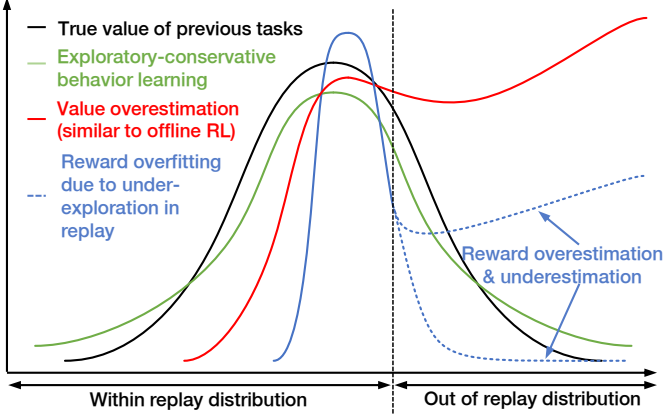 True value of previous tasks
Exploratory-conservative
behavior learning
Value overestimation
(similar to offline RL)
Reward overfitting
due to under-
exploration in
replay
Reward overestimation
& underestimation
Within replay distribution
Out of replay distribution